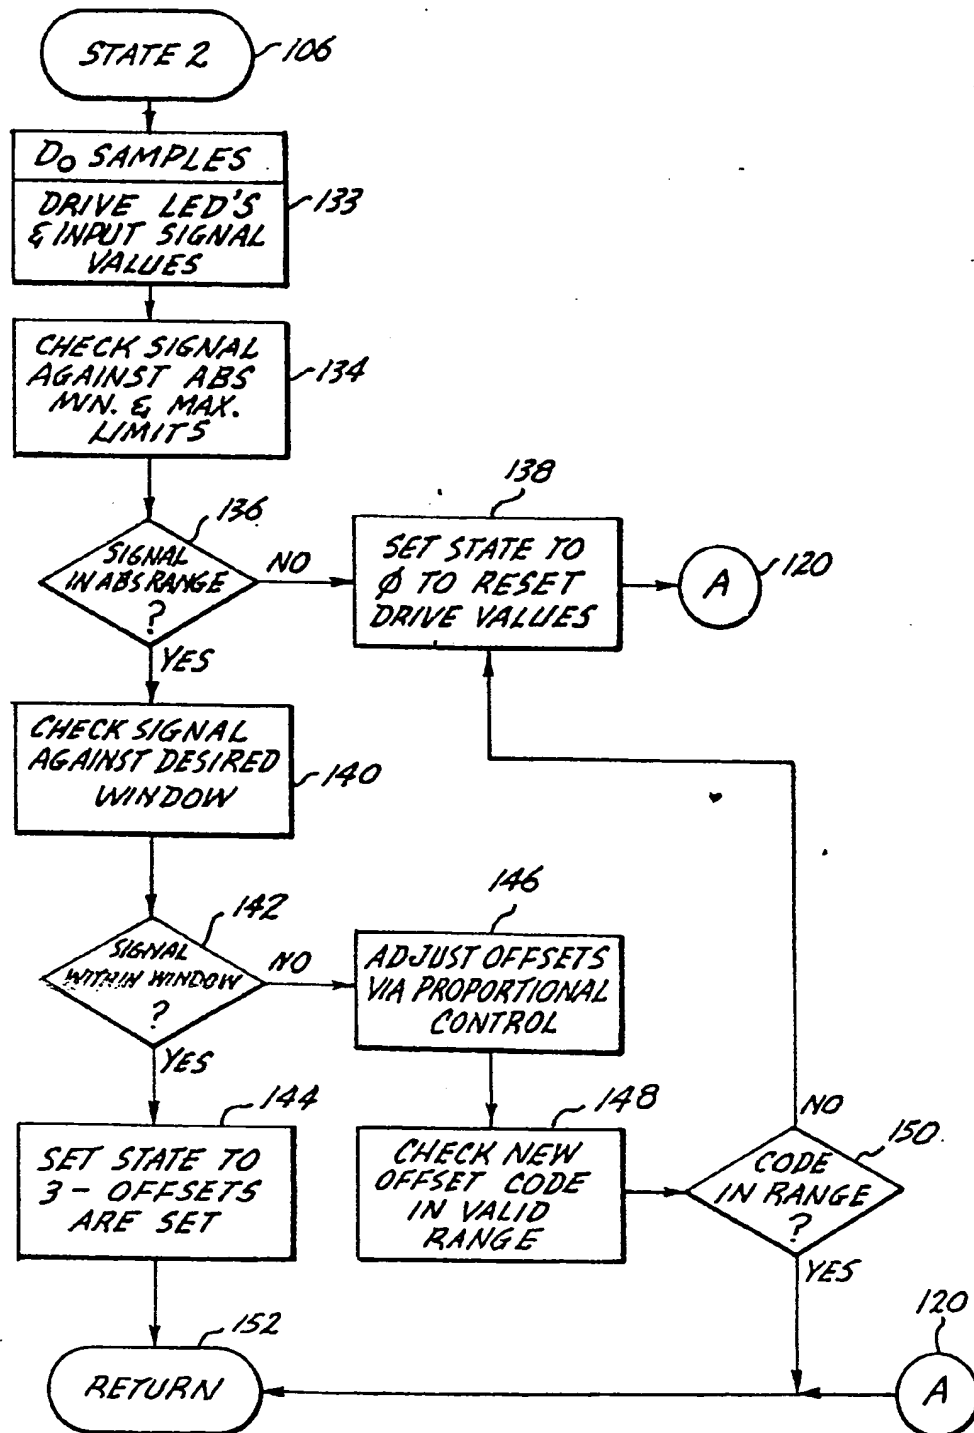 STATE 2
106
D0 SAMPLES
DRIVE LED'S
& INPUT SIGNAL
VALUES
133
CHECK SIGNAL
AGAINST ABS
MIN. & MAX.
LIMITS
134
SIGNAL
IN ABS RANGE
?
136
NO
YES
138
SET STATE TO
Ø TO RESET
DRIVE VALUES
A
120
CHECK SIGNAL
AGAINST DESIRED
WINDOW
140
SIGNAL
WITHIN WINDOW
?
142
NO
YES
146
ADJUST OFFSETS
VIA PROPORTIONAL
CONTROL
144
SET STATE TO
3 - OFFSETS
ARE SET
148
CHECK NEW
OFFSET CODE
IN VALID
RANGE
NO
150
CODE
IN RANGE
?
YES
152
RETURN
120
A